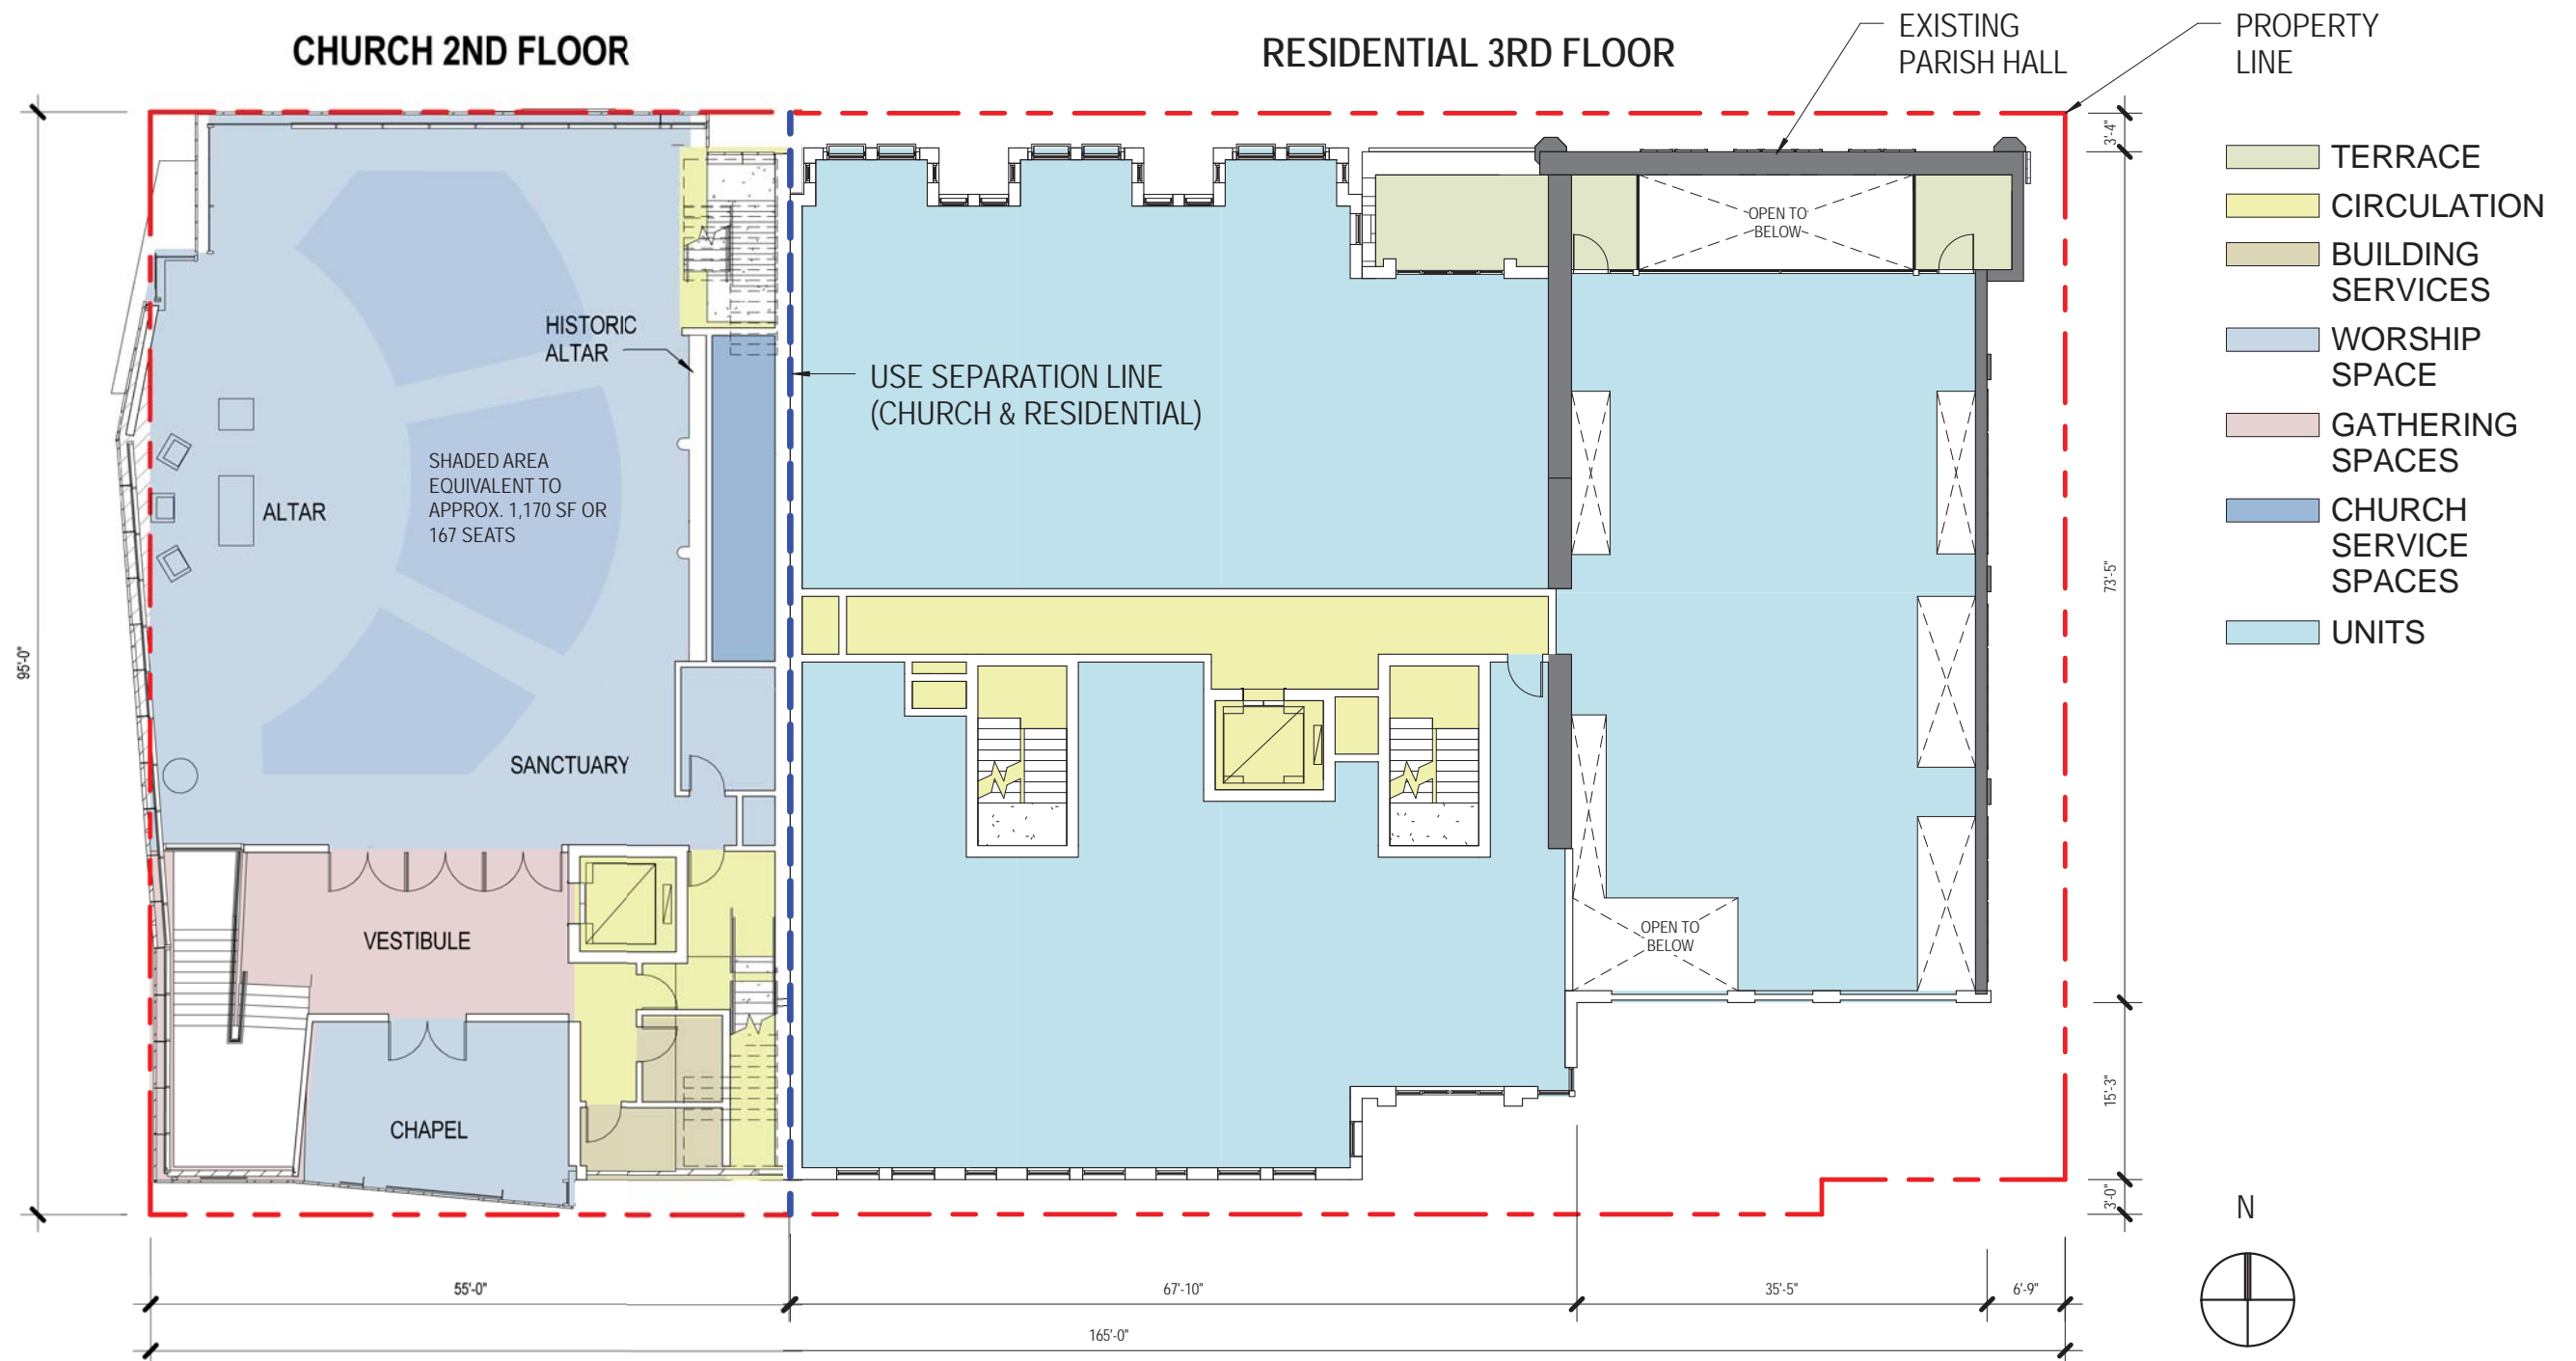 CHURCH 2ND FLOOR
RESIDENTIAL 3RD FLOOR
EXISTING
PARISH HALL
PROPERTY
LINE
TERRACE
CIRCULATION
BUILDING
SERVICES
WORSHIP
SPACE
GATHERING
SPACES
CHURCH
SERVICE
SPACES
UNITS
HISTORIC
ALTAR
USE SEPARATION LINE
(CHURCH & RESIDENTIAL)
OPEN TO
BELOW
SHADED AREA
EQUIVALENT TO
APPROX. 1,170 SF OR
167 SEATS
ALTAR
SANCTUARY
VESTIBULE
CHAPEL
OPEN TO
BELOW
95'-0"
3'-4"
73'-5"
15'-3"
3'-0"
N
55'-0"
67'-10"
35'-5"
6'-9"
165'-0"